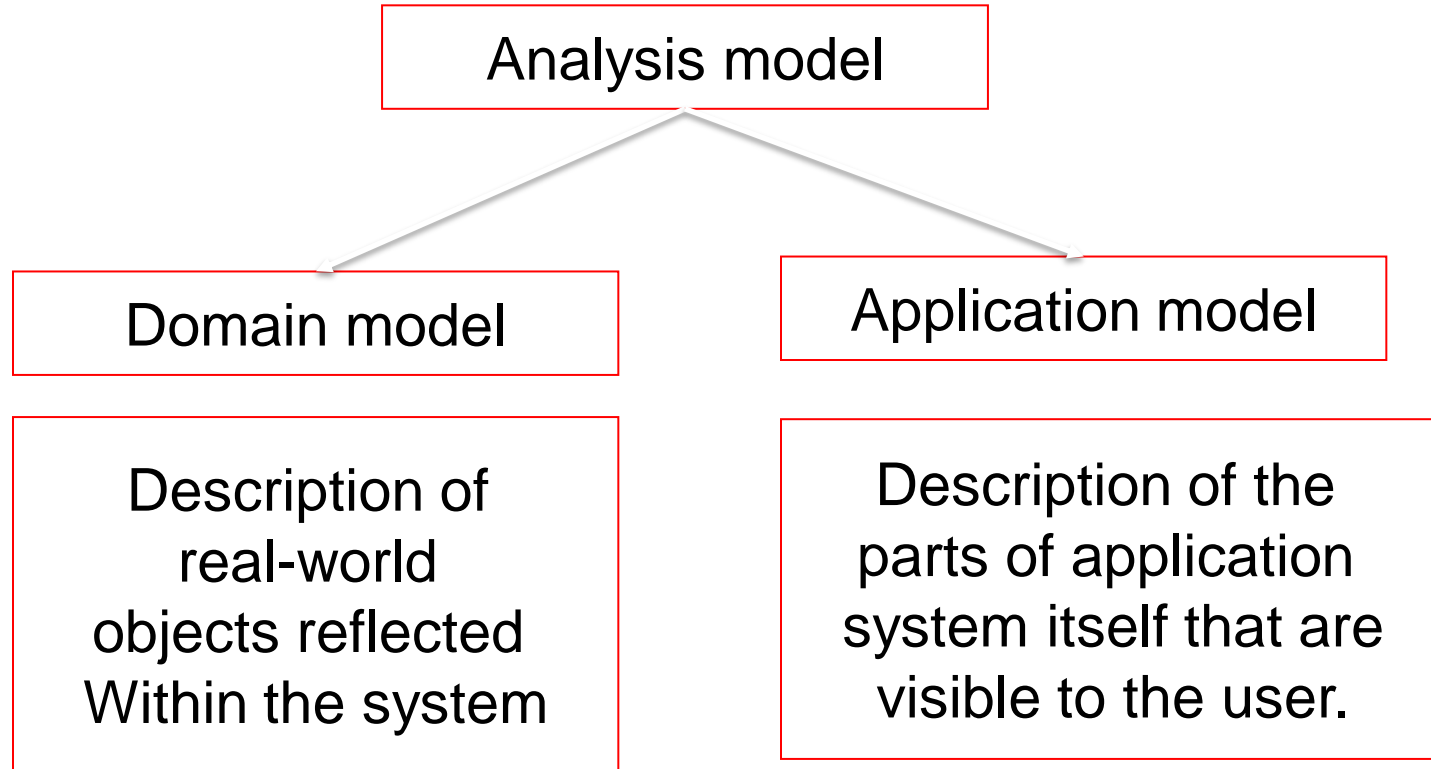 Analysis model
Domain model
Application model
Description of
real-world
objects reflected
Within the system
Description of the
parts of application
system itself that are
visible to the user.